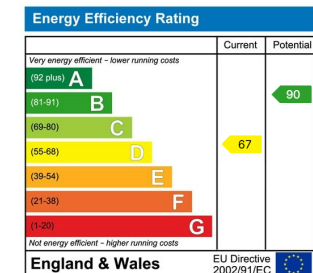 Energy Efficiency Rating
Current Potential
Very energy efficient - lower running costs
(92 plus) A
(81-91) B
90
(69-80) C
(55-68) D
67
(39-54) E
(21-38) F
(1-20) G
Not energy efficient - higher running costs
England & Wales
EU Directive
2002/91/EC